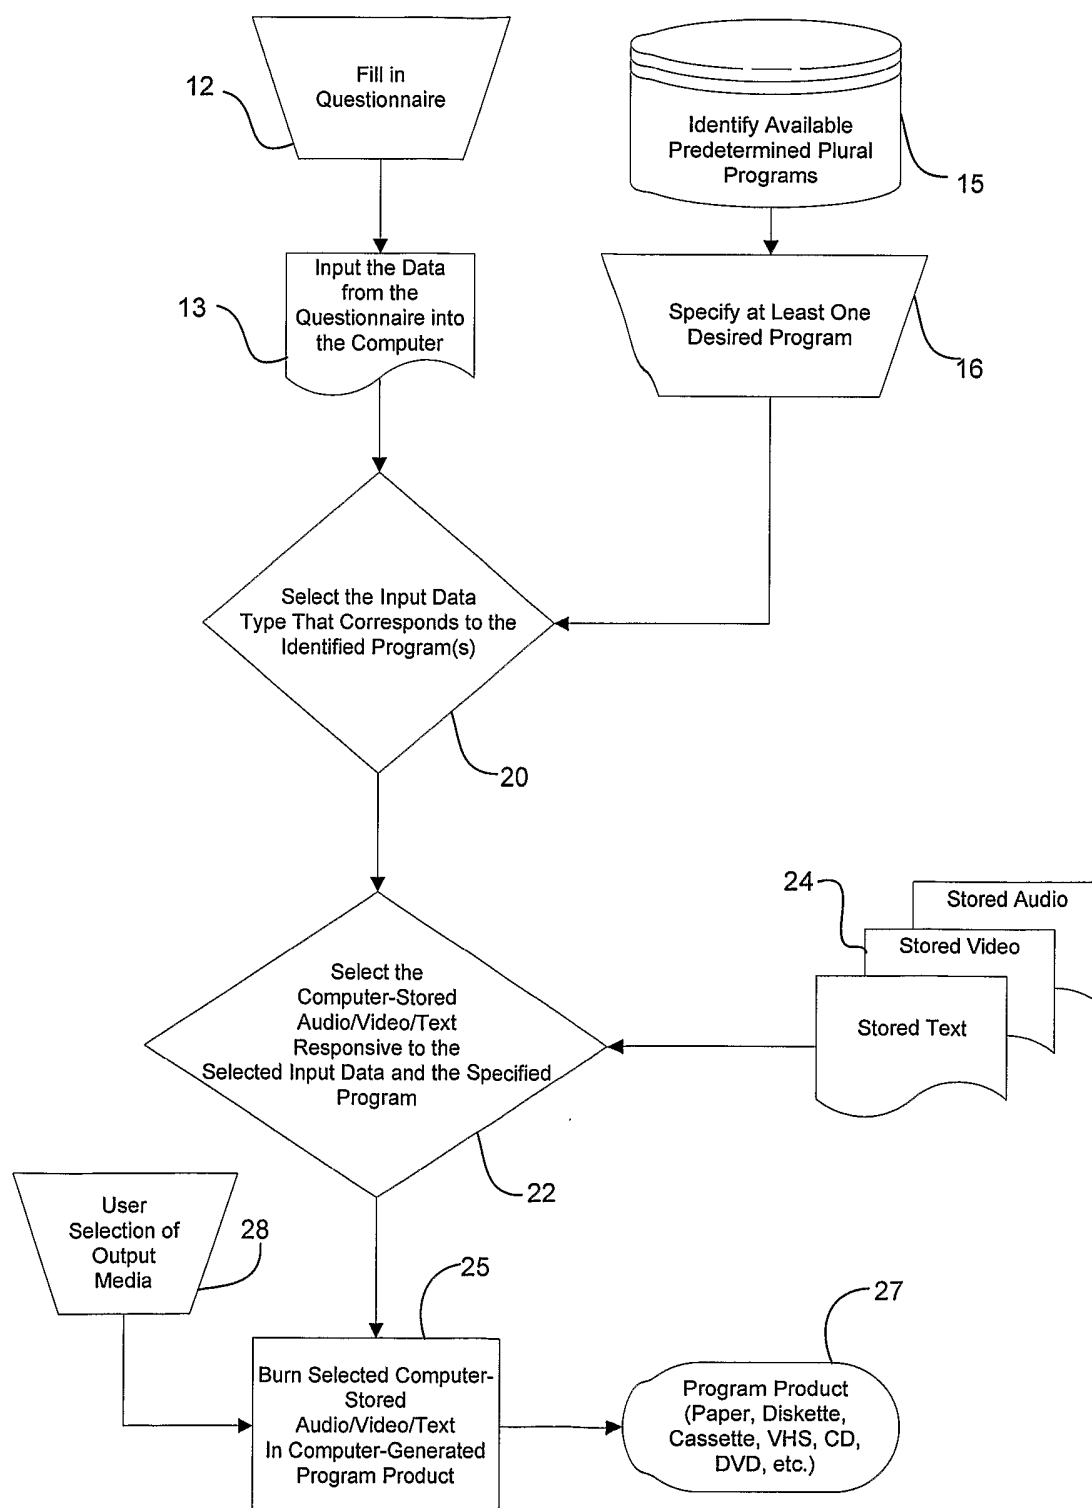 Fill in
Questionnaire
12
Identify Available
Predetermined Plural
Programs
15
Input the Data
from the
Questionnaire into
the Computer
13
Specify at Least One
Desired Program
16
Select the Input Data
Type That Corresponds to the
Identified Program(s)
20
24
Stored Audio
Stored Video
Stored Text
Select the
Computer-Stored
Audio/Video/Text
Responsive to the
Selected Input Data and the Specified
Program
22
User
Selection of
Output
Media
28
25
Burn Selected Computer-
Stored
Audio/Video/Text
In Computer-Generated
Program Product
27
Program Product
(Paper, Diskette,
Cassette, VHS, CD,
DVD, etc.)